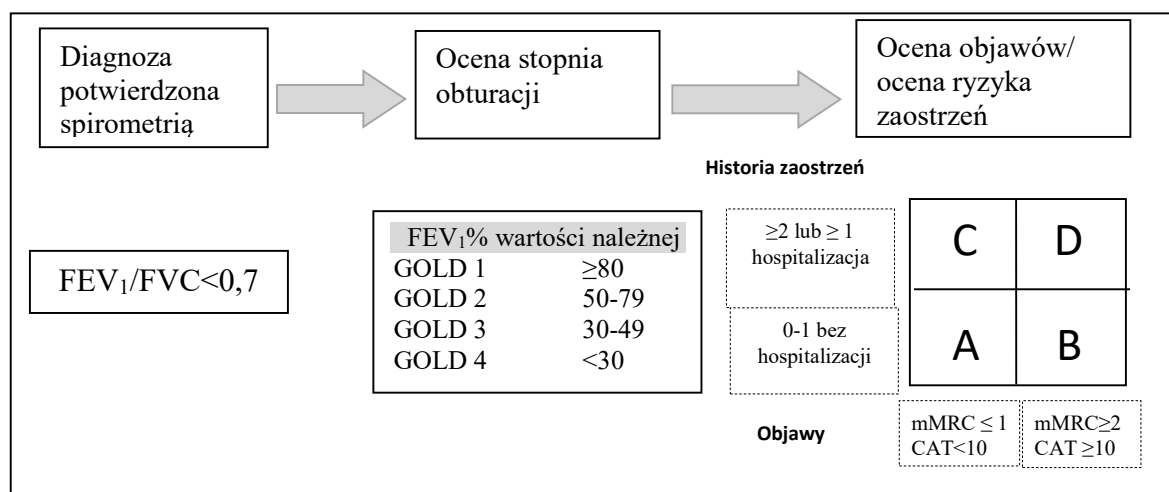 Diagnoza
potwierdzona
spirometrią
Ocena stopnia
obturacji
Ocena objawów/
ocena ryzyka
zaostrzeń
Historia zaostrzeń
FEV₁/FVC<0,7
FEV₁% wartości należnej
GOLD 1 ≥80
GOLD 2 50-79
GOLD 3 30-49
GOLD 4 <30
≥2 lub ≥ 1
hospitalizacja
0-1 bez
hospitalizacji
C D
A B
Objawy
mMRC ≤ 1
CAT<10
mMRC≥2
CAT ≥10